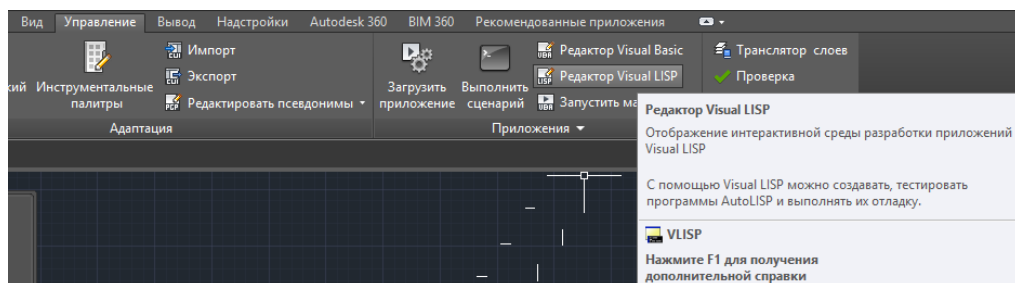 Вид Управление Вывод Надстройки Autodesk 360 BIM 360 Рекомендованные приложения
Импорт
Экспорт
Редактировать псевдонимы
кий Инструментальные
палитры
Адаптация
Загрузить
приложение
Выполнить
сценарий
Редактор Visual Basic
Редактор Visual LISP
Запустить ма
Приложения
Транслятор слоев
Проверка
Редактор Visual LISP
Отображение интерактивной среды разработки приложений
Visual LISP
С помощью Visual LISP можно создавать, тестировать
программы AutoLISP и выполнять их отладку.
VLISP
Нажмите F1 для получения
дополнительной справки